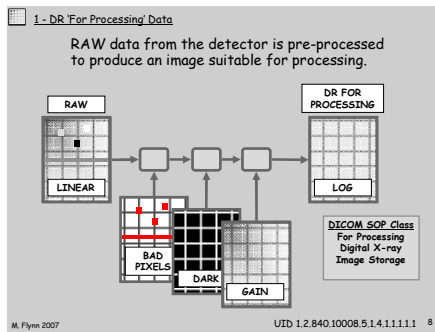 1 - DR 'For Processing' Data
RAW data from the detector is pre-processed
to produce an image suitable for processing.
RAW
DR FOR
PROCESSING
LINEAR
LOG
BAD
PIXELS
DARK
GAIN
DICOM SOP Class
For Processing
Digital X-ray
Image Storage
M. Flynn 2007
UID 1.2.840.10008.5.1.4.1.1.1.1.1
8